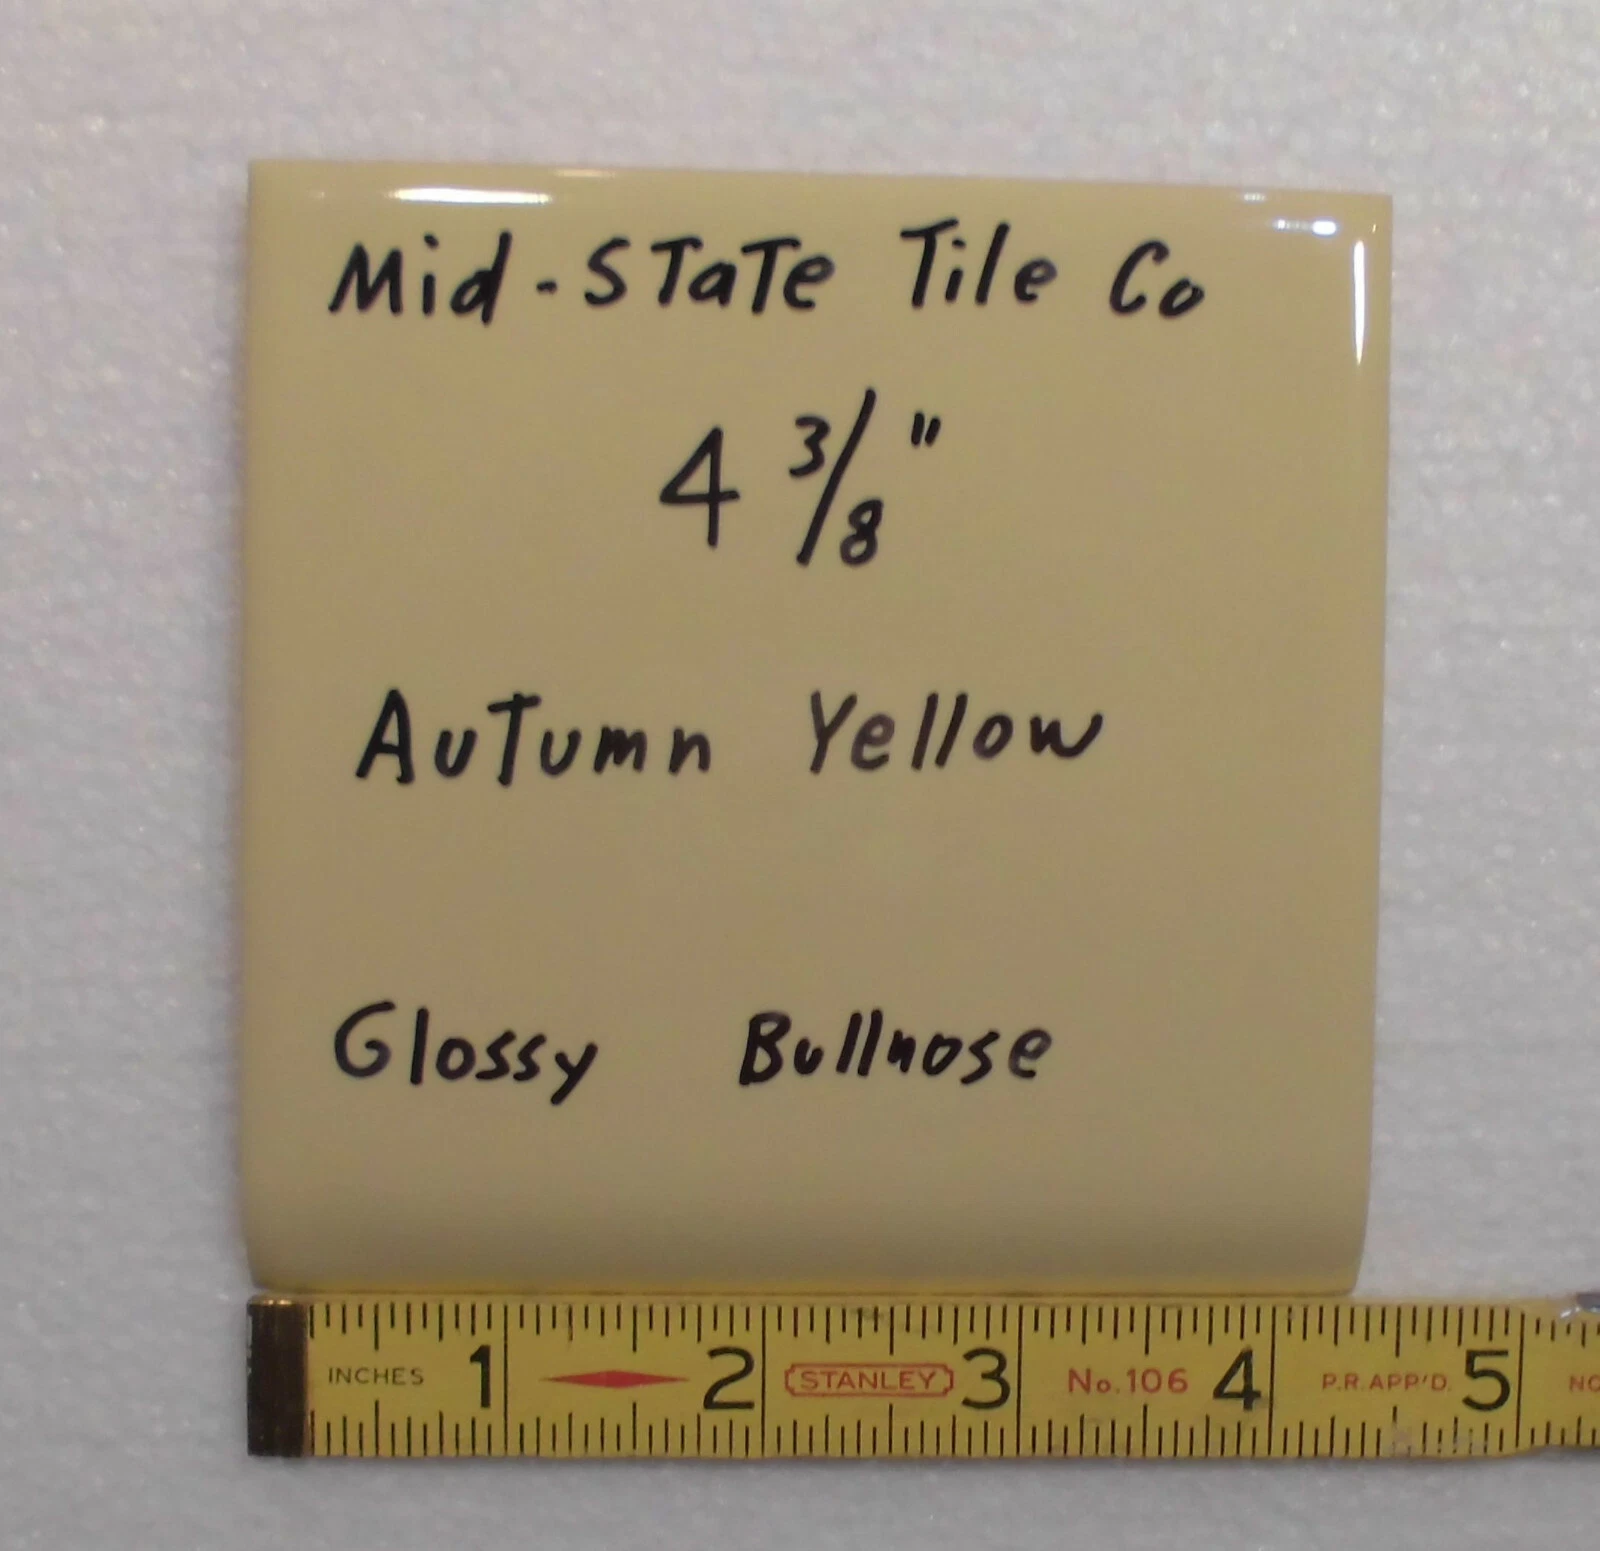 Mid-State Tile Co
4 3/8"
Autumn Yellow
Glossy Bullnose
INCHES 1 2 STANLEY 3 No.106 4 P.R.APP'D. 5 NO